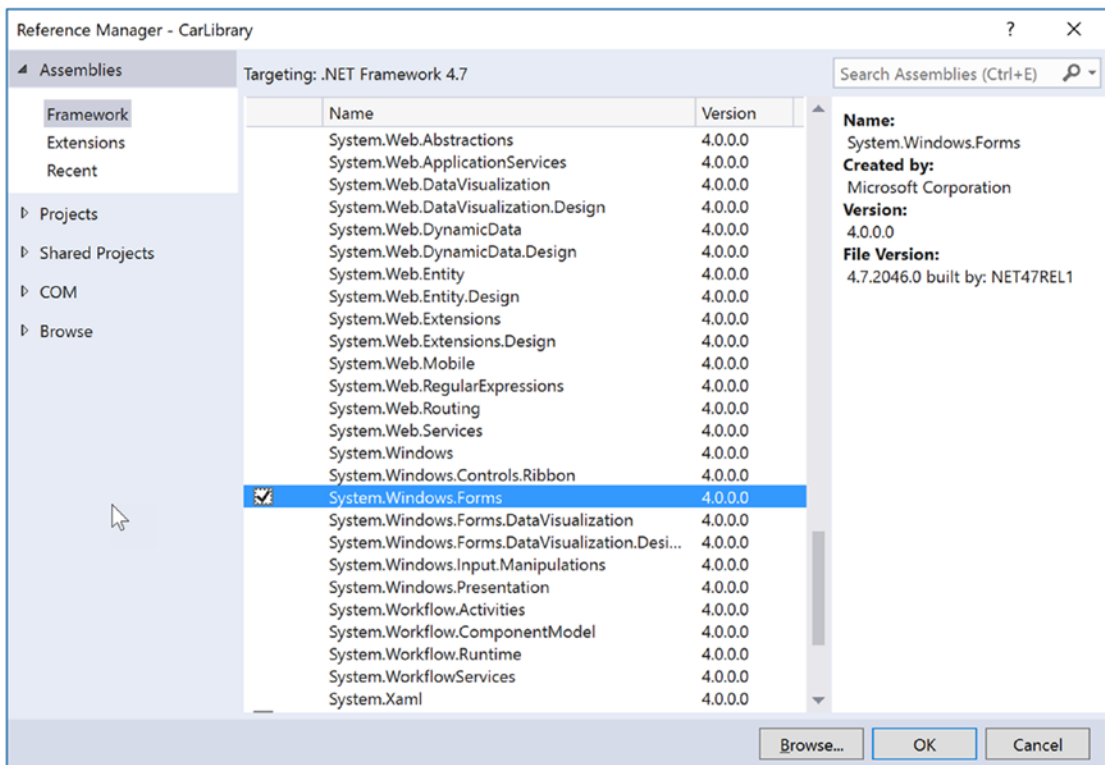 Reference Manager - CarLibrary
?
Assemblies
Framework
Extensions
Recent
Projects
Shared Projects
COM
Browse
Targeting: .NET Framework 4.7
Search Assemblies (Ctrl+E)
Name Version
System.Web.Abstractions 4.0.0.0
System.Web.ApplicationServices 4.0.0.0
System.Web.DataVisualization 4.0.0.0
System.Web.DataVisualization.Design 4.0.0.0
System.Web.DynamicData 4.0.0.0
System.Web.DynamicData.Design 4.0.0.0
System.Web.Entity 4.0.0.0
System.Web.Entity.Design 4.0.0.0
System.Web.Extensions 4.0.0.0
System.Web.Extensions.Design 4.0.0.0
System.Web.Mobile 4.0.0.0
System.Web.RegularExpressions 4.0.0.0
System.Web.Routing 4.0.0.0
System.Web.Services 4.0.0.0
System.Windows 4.0.0.0
System.Windows.Controls.Ribbon 4.0.0.0
System.Windows.Forms 4.0.0.0
System.Windows.Forms.DataVisualization 4.0.0.0
System.Windows.Forms.DataVisualization.Desi... 4.0.0.0
System.Windows.Input.Manipulations 4.0.0.0
System.Windows.Presentation 4.0.0.0
System.Workflow.Activities 4.0.0.0
System.Workflow.ComponentModel 4.0.0.0
System.Workflow.Runtime 4.0.0.0
System.WorkflowServices 4.0.0.0
System.Xaml 4.0.0.0
Name:
System.Windows.Forms
Created by:
Microsoft Corporation
Version:
4.0.0.0
File Version:
4.7.2046.0 built by: NET47REL1
Browse...
OK
Cancel